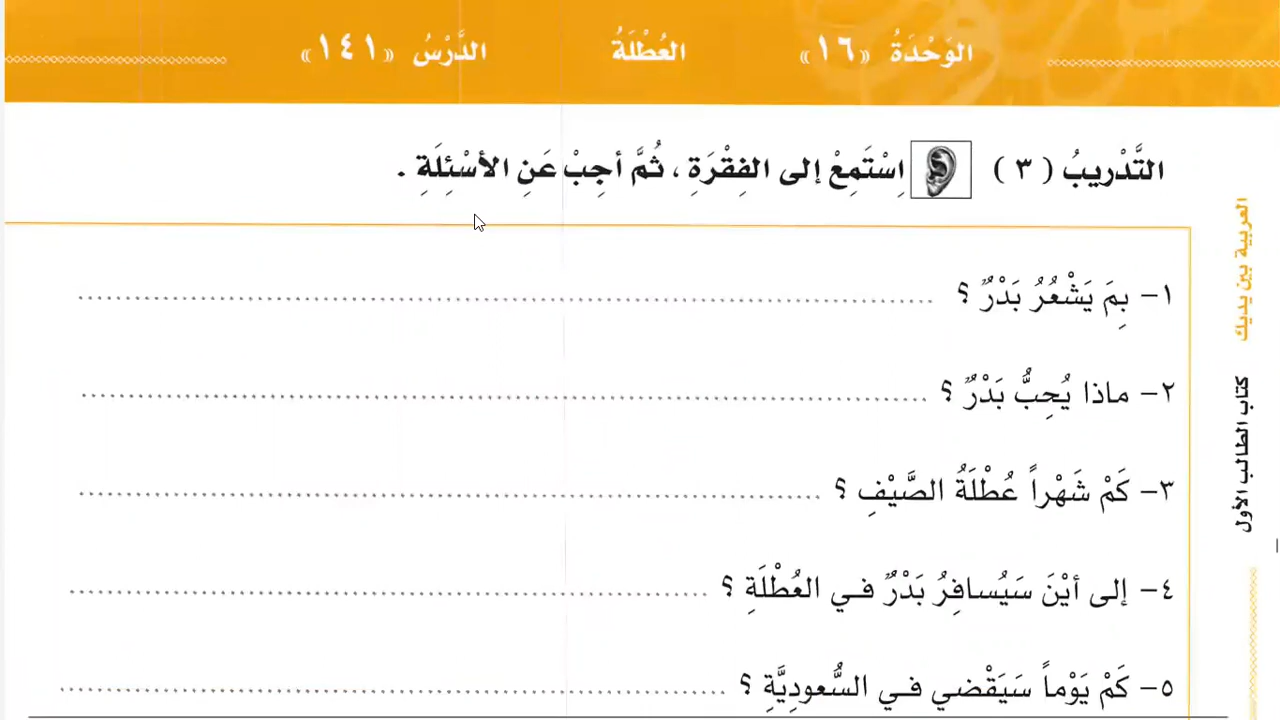 الوَحْدَةُ «١٦» العُطْلَةُ الدَّرْسُ «١٤١»
التَّدْريبُ ( ٣ ) اِسْتَمِعْ إلى الفِقْرَةِ ، ثُمَّ أجِبْ عَنِ الأسْئِلَةِ .
١- بِمَ يَشْعُرُ بَدْرٌ ؟ ........................................
٢- ماذا يُحِبُّ بَدْرٌ ؟ ........................................
٣- كَمْ شَهْراً عُطْلَةُ الصَّيْفِ ؟ ........................................
٤- إلى أيْنَ سَيُسافِرُ بَدْرٌ في العُطْلَةِ ؟ ........................................
٥- كَمْ يَوْماً سَيَقْضي في السُّعودِيَّةِ ؟ ........................................
العربية بين يديك
كتاب الطالب الأول